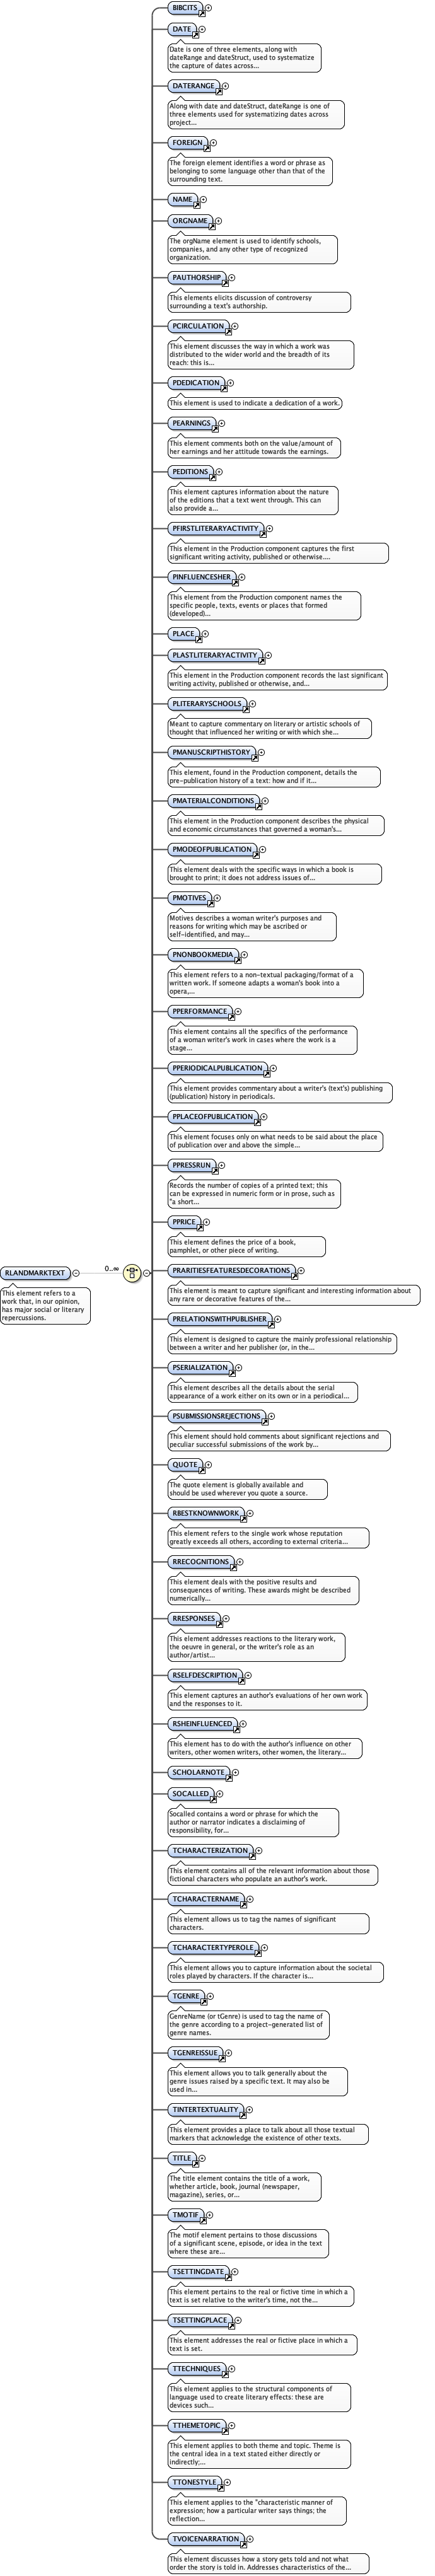 BIBCITS
DATE
Date is one of three elements, along with
dateRange and dateStruct, used to systematize
the capture of dates across...
DATERANGE
Along with date and dateStruct, dateRange is one of
three elements used for systematizing dates across
project...
FOREIGN
The foreign element identifies a word or phrase as
belonging to some language other than that of the
surrounding text.
NAME
ORGNAME
The orgName element is used to identify schools,
companies, and any other type of recognized
organization.
PAUTHORSHIP
This elements elicits discussion of controversy
surrounding a text's authorship.
PCIRCULATION
This element discusses the way in which a work was
distributed to the wider world and the breadth of its
reach: this is...
PDEDICATION
This element is used to indicate a dedication of a work.
PEARNINGS
This element comments both on the value/amount of
her earnings and her attitude towards the earnings.
PEDITIONS
This element captures information about the nature
of the editions that a text went through. This can
also provide a...
PFIRSTLITERARYACTIVITY
This element in the Production component captures the first
significant writing activity, published or otherwise....
PINFLUENCESHER
This element from the Production component names the
specific people, texts, events or places that formed
(developed)...
PLACE
PLASTLITERARYACTIVITY
This element in the Production component records the last significant
writing activity, published or otherwise, and...
PLITERARYSCHOOLS
Meant to capture commentary on literary or artistic schools of
thought that influenced her writing or with which she...
PMANUSCRIPTHISTORY
This element, found in the Production component, details the
pre-publication history of a text: how and if it...
PMATERIALCONDITIONS
This element in the Production component describes the physical
and economic circumstances that governed a woman's...
PMODEOFPUBLICATION
This element deals with the specific ways in which a book is
brought to print; it does not address issues of...
PMOTIVES
Motives describes a woman writer's purposes and
reasons for writing which may be ascribed or
self-identified, and may...
PNONBOOKMEDIA
This element refers to a non-textual packaging/format of a
written work. If someone adapts a woman's book into a
opera,...
PPERFORMANCE
This element contains all the specifics of the performance
of a woman writer's work in cases where the work is a
stage...
PPERIODICALPUBLICATION
This element provides commentary about a writer's (text's) publishing
(publication) history in periodicals.
PPLACEOFPUBLICATION
This element focuses only on what needs to be said about the place
of publication over and above the simple...
PPRESSRUN
Records the number of copies of a printed text; this
can be expressed in numeric form or in prose, such as
"a short...
PPRICE
This element defines the price of a book,
pamphlet, or other piece of writing.
RLANDMARKTEXT
0..∞
This element refers to a
work that, in our opinion,
has major social or literary
repercussions.
PRARITIESFEATURESDECORATIONS
This element is meant to capture significant and interesting information about
any rare or decorative features of the...
PRELATIONSWITHPUBLISHER
This element is designed to capture the mainly professional relationship
between a writer and her publisher (or, in the...
PSERIALIZATION
This element describes all the details about the serial
appearance of a work either on its own or in a periodical...
PSUBMISSIONSREJECTIONS
This element should hold comments about significant rejections and
peculiar successful submissions of the work by...
QUOTE
The quote element is globally available and
should be used wherever you quote a source.
RBESTKNOWNWORK
This element refers to the single work whose reputation
greatly exceeds all others, according to external criteria...
RRECOGNITIONS
This element deals with the positive results and
consequences of writing. These awards might be described
numerically...
RRESPONSES
This element addresses reactions to the literary work,
the oeuvre in general, or the writer's role as an
author/artist...
RSELFDESCRIPTION
This element captures an author's evaluations of her own work
and the responses to it.
RSHEINFLUENCED
This element has to do with the author's influence on other
writers, other women writers, other women, the literary...
SCHOLARNOTE
SOCALLED
Socalled contains a word or phrase for which the
author or narrator indicates a disclaiming of
responsibility, for...
TCHARACTERIZATION
This element contains all of the relevant information about those
fictional characters who populate an author's work.
TCHARACTERNAME
This element allows us to tag the names of significant
characters.
TCHARACTERTYPEROLE
This element allows you to capture information about the societal
roles played by characters. If the character is...
TGENRE
GenreName (or tGenre) is used to tag the name of
the genre according to a project-generated list of
genre names.
TGENREISSUE
This element allows you to talk generally about the
genre issues raised by a specific text. It may also be
used in...
TINTERTEXTUALITY
This element provides a place to talk about all those textual
markers that acknowledge the existence of other texts.
TITLE
The title element contains the title of a work,
whether article, book, journal (newspaper,
magazine), series, or...
TMOTIF
The motif element pertains to those discussions
of a significant scene, episode, or idea in the text
where these are...
TSETTINGDATE
This element pertains to the real or fictive time in which a
text is set relative to the writer's time, not the...
TSETTINGPLACE
This element addresses the real or fictive place in which a
text is set.
TTECHNIQUES
This element applies to the structural components of
language used to create literary effects: these are
devices such...
TTHEMETOPIC
This element applies to both theme and topic. Theme is
the central idea in a text stated either directly or
indirectly;...
TTONESTYLE
This element applies to the "characteristic manner of
expression; how a particular writer says things; the
reflection...
TVOICENARRATION
This element discusses how a story gets told and not what
order the story is told in. Addresses characteristics of the...